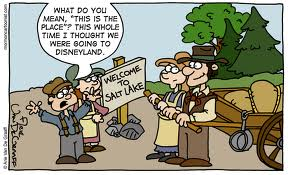 WHAT DO YOU
MEAN, "THIS IS THE
PLACE"? THIS WHOLE
TIME I THOUGHT WE
WERE GOING TO
DISNEYLAND.
WELCOME
TO
SALT LAKE